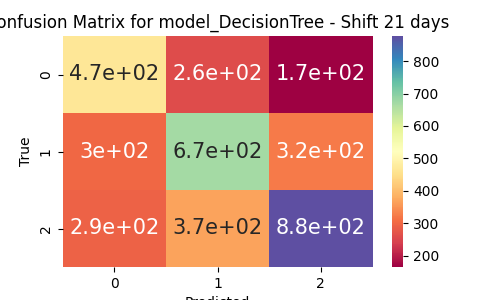 onfusion Matrix for model_DecisionTree - Shift 21 days
0 4.7e+02 2.6e+02 1.7e+02
1 3e+02 6.7e+02 3.2e+02
2 2.9e+02 3.7e+02 8.8e+02
0 1 2
Predicted
True
800
700
600
500
400
300
200